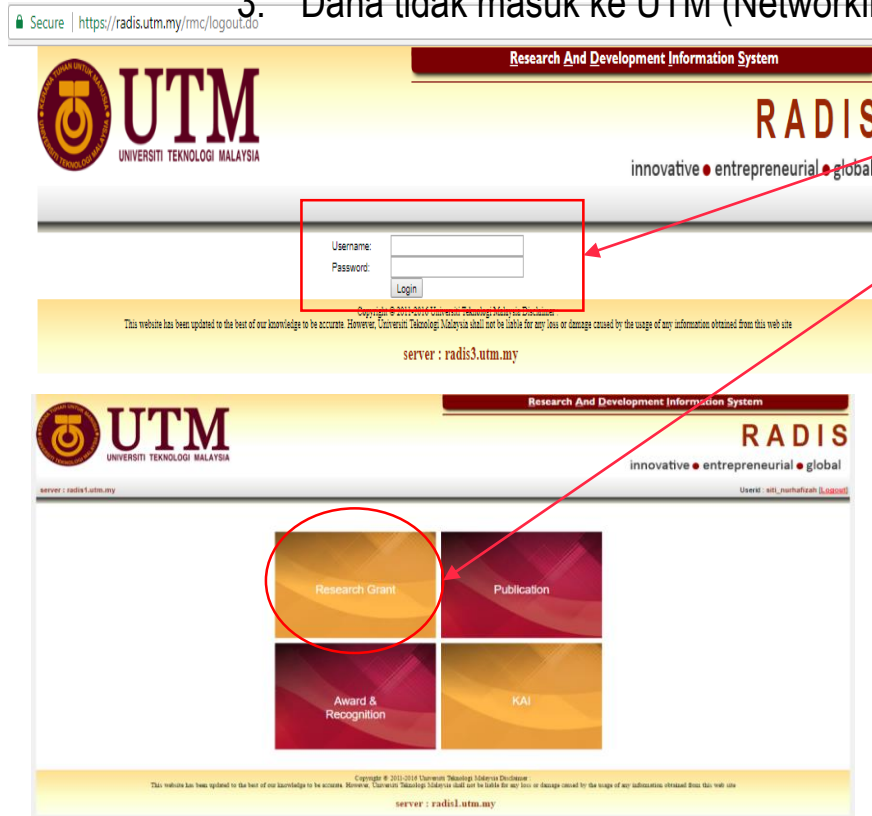 3. Dana tidak masuk ke UTM (Networki
Secure | https://radis.utm.my/rmc/logout.do
Research And Development Information System
UTM
UNIVERSITI TEKNOLOGI MALAYSIA
RADIS
innovative ● entrepreneurial ● global
Username:
Password:
Login
Copyright © 2011-2016 Universiti Teknologi Malaysia Disclaimer :
This website has been updated to the best of our knowledge to be accurate. However, Universiti Teknologi Malaysia shall not be liable for any loss or damage caused by the usage of any information obtained from this web site
server : radis3.utm.my
Research And Development Information System
UTM
UNIVERSITI TEKNOLOGI MALAYSIA
RADIS
innovative ● entrepreneurial ● global
server : radis1.utm.my
Userid : siti_norhafizah [Logout]
Research Grant
Publication
Award &
Recognition
KAI
Copyright © 2011-2016 Universiti Teknologi Malaysia Disclaimer :
This website has been updated to the best of our knowledge to be accurate. However, Universiti Teknologi Malaysia shall not be liable for any loss or damage caused by the usage of any information obtained from this web site
server : radis1.utm.my